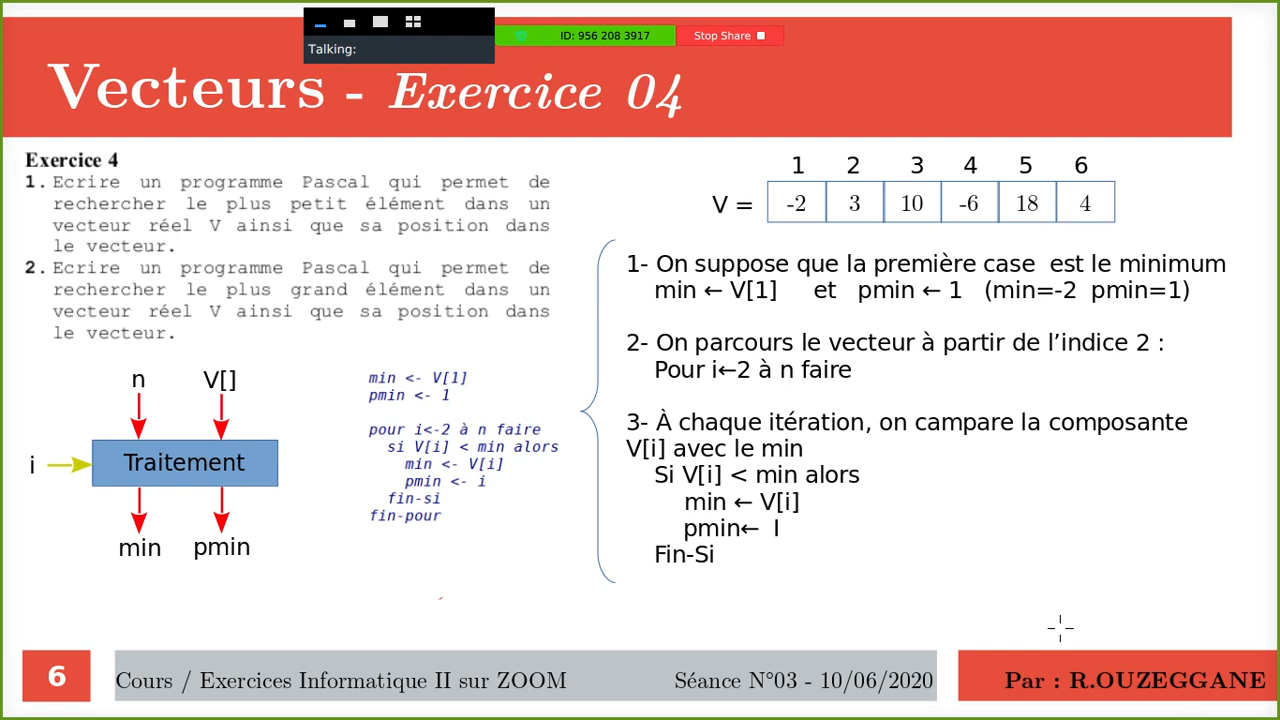 Talking:
ID: 956 208 3917
Stop Share
Vecteurs - Exercice 04
Exercice 4
1. Ecrire un programme Pascal qui permet de
rechercher le plus petit élément dans un
vecteur réel V ainsi que sa position dans
le vecteur.
2. Ecrire un programme Pascal qui permet de
rechercher le plus grand élément dans un
vecteur réel V ainsi que sa position dans
le vecteur.
n V[]
i Traitement
min pmin
min <- V[1]
pmin <- 1
pour i<-2 à n faire
si V[i] < min alors
min <- V[i]
pmin <- i
fin-si
fin-pour
1 2 3 4 5 6
V = -2 3 10 -6 18 4
1- On suppose que la première case est le minimum
min ← V[1] et pmin ← 1 (min=-2 pmin=1)
2- On parcours le vecteur à partir de l’indice 2 :
Pour i←2 à n faire
3- À chaque itération, on campare la composante
V[i] avec le min
Si V[i] < min alors
min ← V[i]
pmin← I
Fin-Si
6
Cours / Exercices Informatique II sur ZOOM
Séance N°03 - 10/06/2020
Par : R.OUZEGGANE